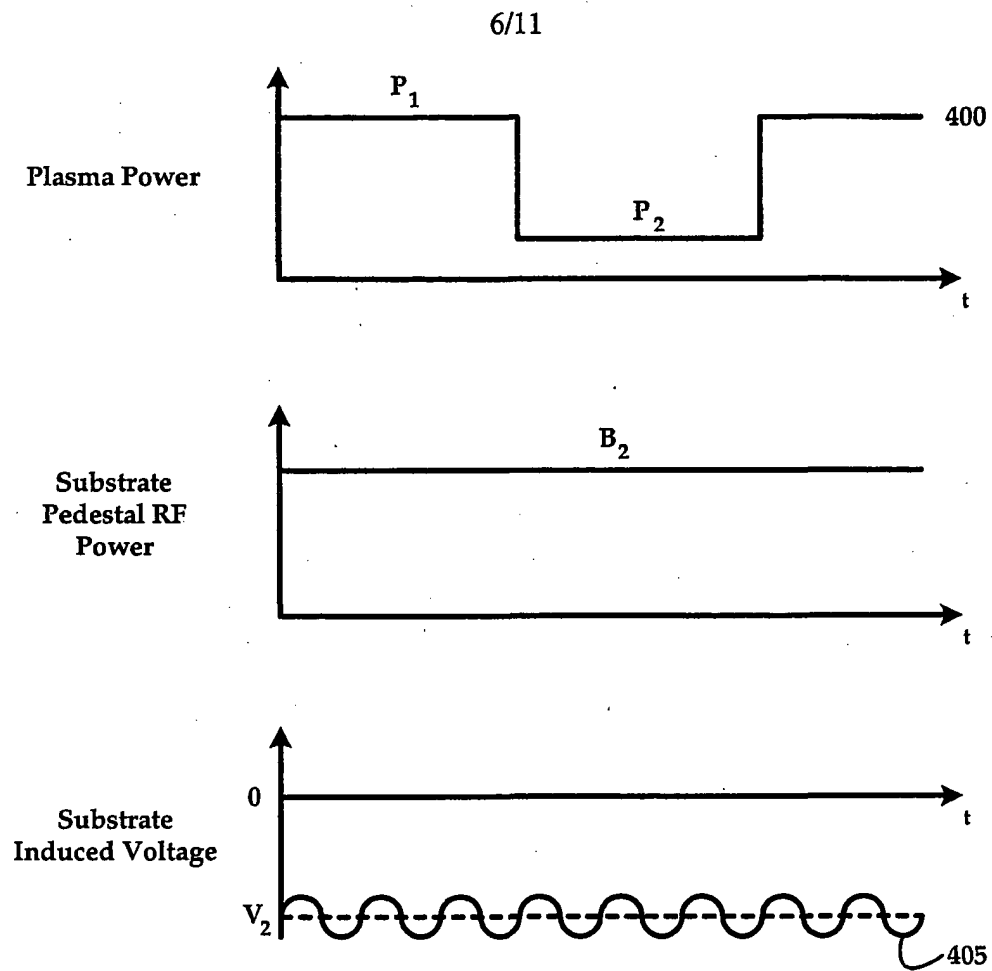 6/11
P1
400
Plasma Power
P2
t
B2
Substrate
Pedestal RF
Power
t
0
t
Substrate
Induced Voltage
V2
405